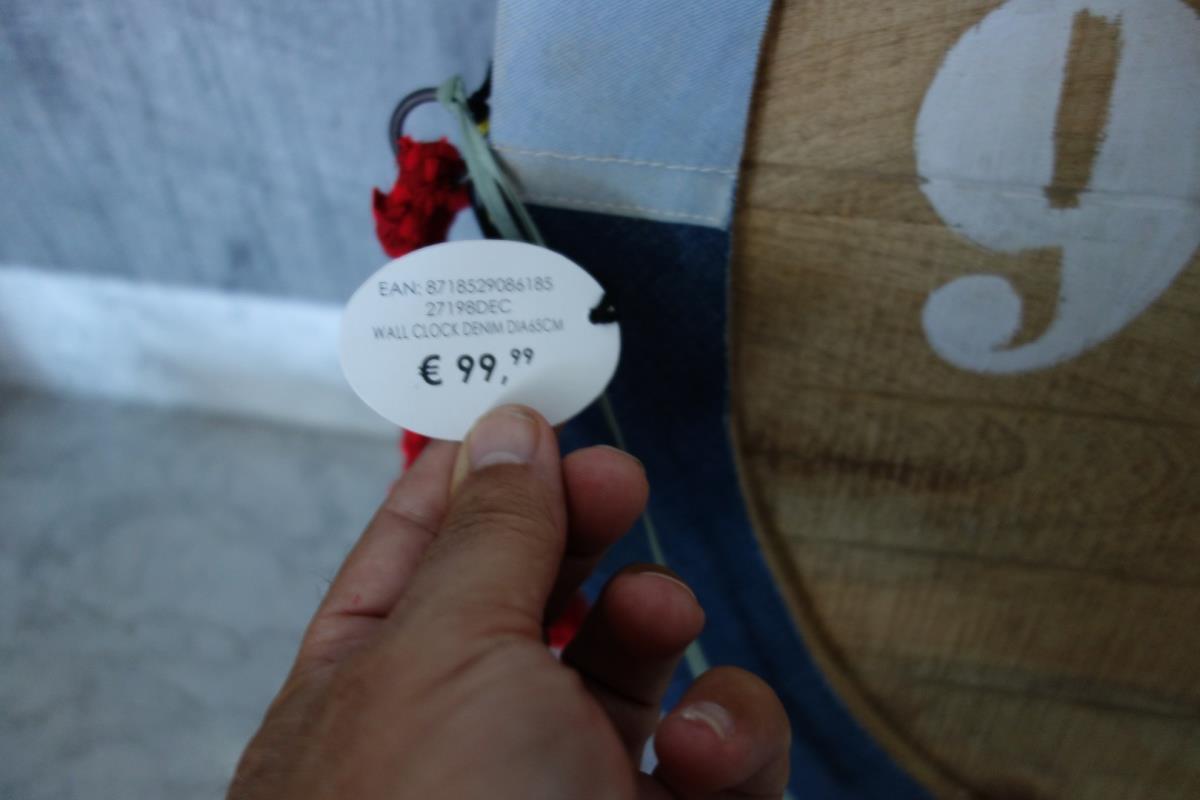 EAN: 8718529086185
27198DEC
WALL CLOCK DENIM DIA65CM
€ 99,99
9